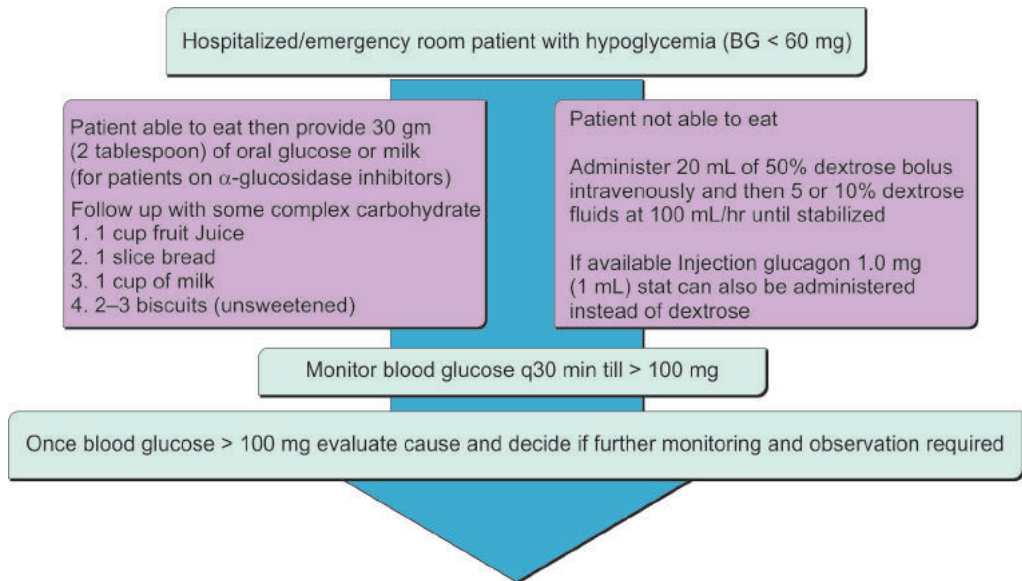 Hospitalized/emergency room patient with hypoglycemia (BG < 60 mg)
Patient able to eat then provide 30 gm
(2 tablespoon) of oral glucose or milk
(for patients on α-glucosidase inhibitors)
Follow up with some complex carbohydrate
1. 1 cup fruit Juice
2. 1 slice bread
3. 1 cup of milk
4. 2–3 biscuits (unsweetened)
Patient not able to eat
Administer 20 mL of 50% dextrose bolus
intravenously and then 5 or 10% dextrose
fluids at 100 mL/hr until stabilized
If available Injection glucagon 1.0 mg
(1 mL) stat can also be administered
instead of dextrose
Monitor blood glucose q30 min till > 100 mg
Once blood glucose > 100 mg evaluate cause and decide if further monitoring and observation required